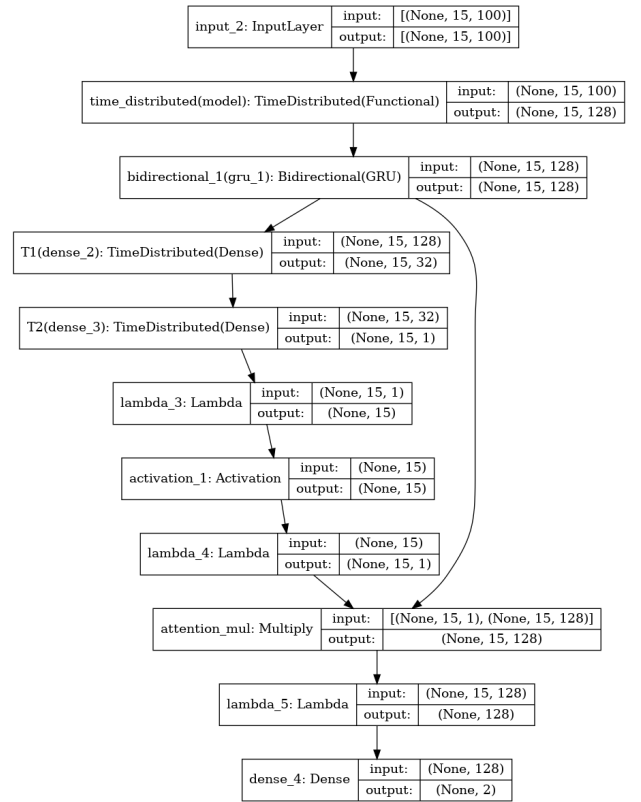 input_2: InputLayer
input: [(None, 15, 100)]
output: [(None, 15, 100)]
time_distributed(model): TimeDistributed(Functional)
input: (None, 15, 100)
output: (None, 15, 128)
bidirectional_1(gru_1): Bidirectional(GRU)
input: (None, 15, 128)
output: (None, 15, 128)
T1(dense_2): TimeDistributed(Dense)
input: (None, 15, 128)
output: (None, 15, 32)
T2(dense_3): TimeDistributed(Dense)
input: (None, 15, 32)
output: (None, 15, 1)
lambda_3: Lambda
input: (None, 15, 1)
output: (None, 15)
activation_1: Activation
input: (None, 15)
output: (None, 15)
lambda_4: Lambda
input: (None, 15)
output: (None, 15, 1)
attention_mul: Multiply
input: [(None, 15, 1), (None, 15, 128)]
output: (None, 15, 128)
lambda_5: Lambda
input: (None, 15, 128)
output: (None, 128)
dense_4: Dense
input: (None, 128)
output: (None, 2)